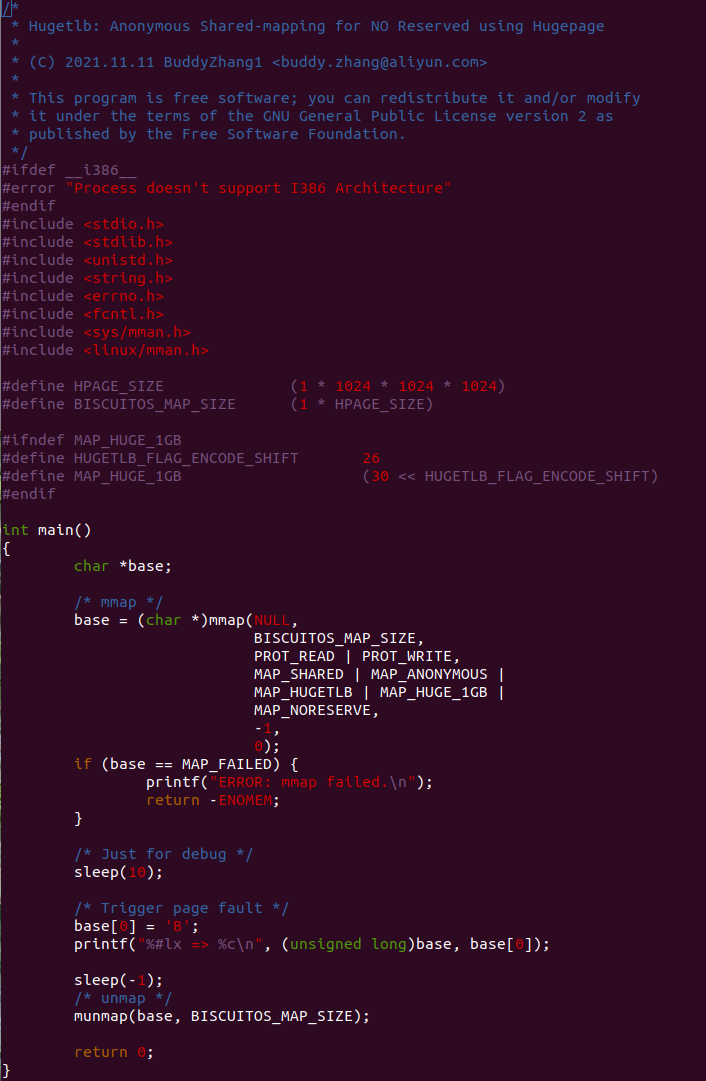 /*
 * Hugetlb: Anonymous Shared-mapping for NO Reserved using Hugepage
 *
 * (C) 2021.11.11 BuddyZhang1 <buddy.zhang@aliyun.com>
 *
 * This program is free software; you can redistribute it and/or modify
 * it under the terms of the GNU General Public License version 2 as
 * published by the Free Software Foundation.
 */
#ifdef __i386__
#error "Process doesn't support I386 Architecture"
#endif
#include <stdio.h>
#include <stdlib.h>
#include <unistd.h>
#include <string.h>
#include <errno.h>
#include <fcntl.h>
#include <sys/mman.h>
#include <linux/mman.h>

#define HPAGE_SIZE              (1 * 1024 * 1024 * 1024)
#define BISCUITOS_MAP_SIZE      (1 * HPAGE_SIZE)

#ifndef MAP_HUGE_1GB
#define HUGETLB_FLAG_ENCODE_SHIFT       26
#define MAP_HUGE_1GB                    (30 << HUGETLB_FLAG_ENCODE_SHIFT)
#endif

int main()
{
        char *base;

        /* mmap */
        base = (char *)mmap(NULL,
                            BISCUITOS_MAP_SIZE,
                            PROT_READ | PROT_WRITE,
                            MAP_SHARED | MAP_ANONYMOUS |
                            MAP_HUGETLB | MAP_HUGE_1GB |
                            MAP_NORESERVE,
                            -1,
                            0);
        if (base == MAP_FAILED) {
                printf("ERROR: mmap failed.\n");
                return -ENOMEM;
        }

        /* Just for debug */
        sleep(10);

        /* Trigger page fault */
        base[0] = 'B';
        printf("%#lx => %c\n", (unsigned long)base, base[0]);

        sleep(-1);
        /* unmap */
        munmap(base, BISCUITOS_MAP_SIZE);

        return 0;
}